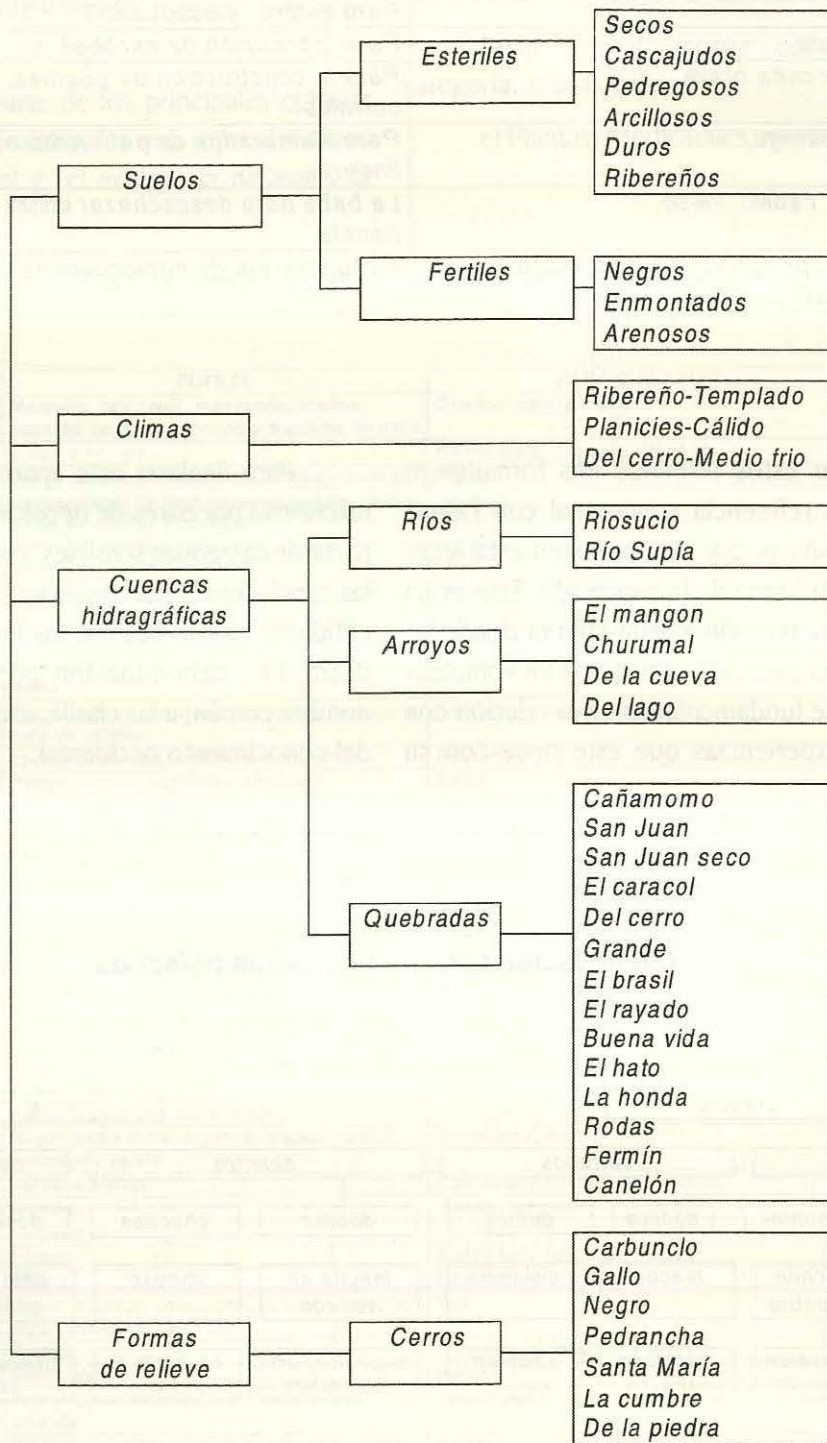 Suelos
Esteriles
Secos
Cascajudos
Pedregosos
Arcillosos
Duros
Ribereños
Fertiles
Negros
Enmontados
Arenosos
Climas
Ribereño-Templado
Planicies-Cálido
Del cerro-Medio frio
Cuencas
hidragráficas
Ríos
Riosucio
Río Supía
Arroyos
El mangon
Churumal
De la cueva
Del lago
Quebradas
Cañamomo
San Juan
San Juan seco
El caracol
Del cerro
Grande
El brasil
El rayado
Buena vida
El hato
La honda
Rodas
Fermín
Canelón
Formas
de relieve
Cerros
Carbunclo
Gallo
Negro
Pedrancha
Santa María
La cumbre
De la piedra